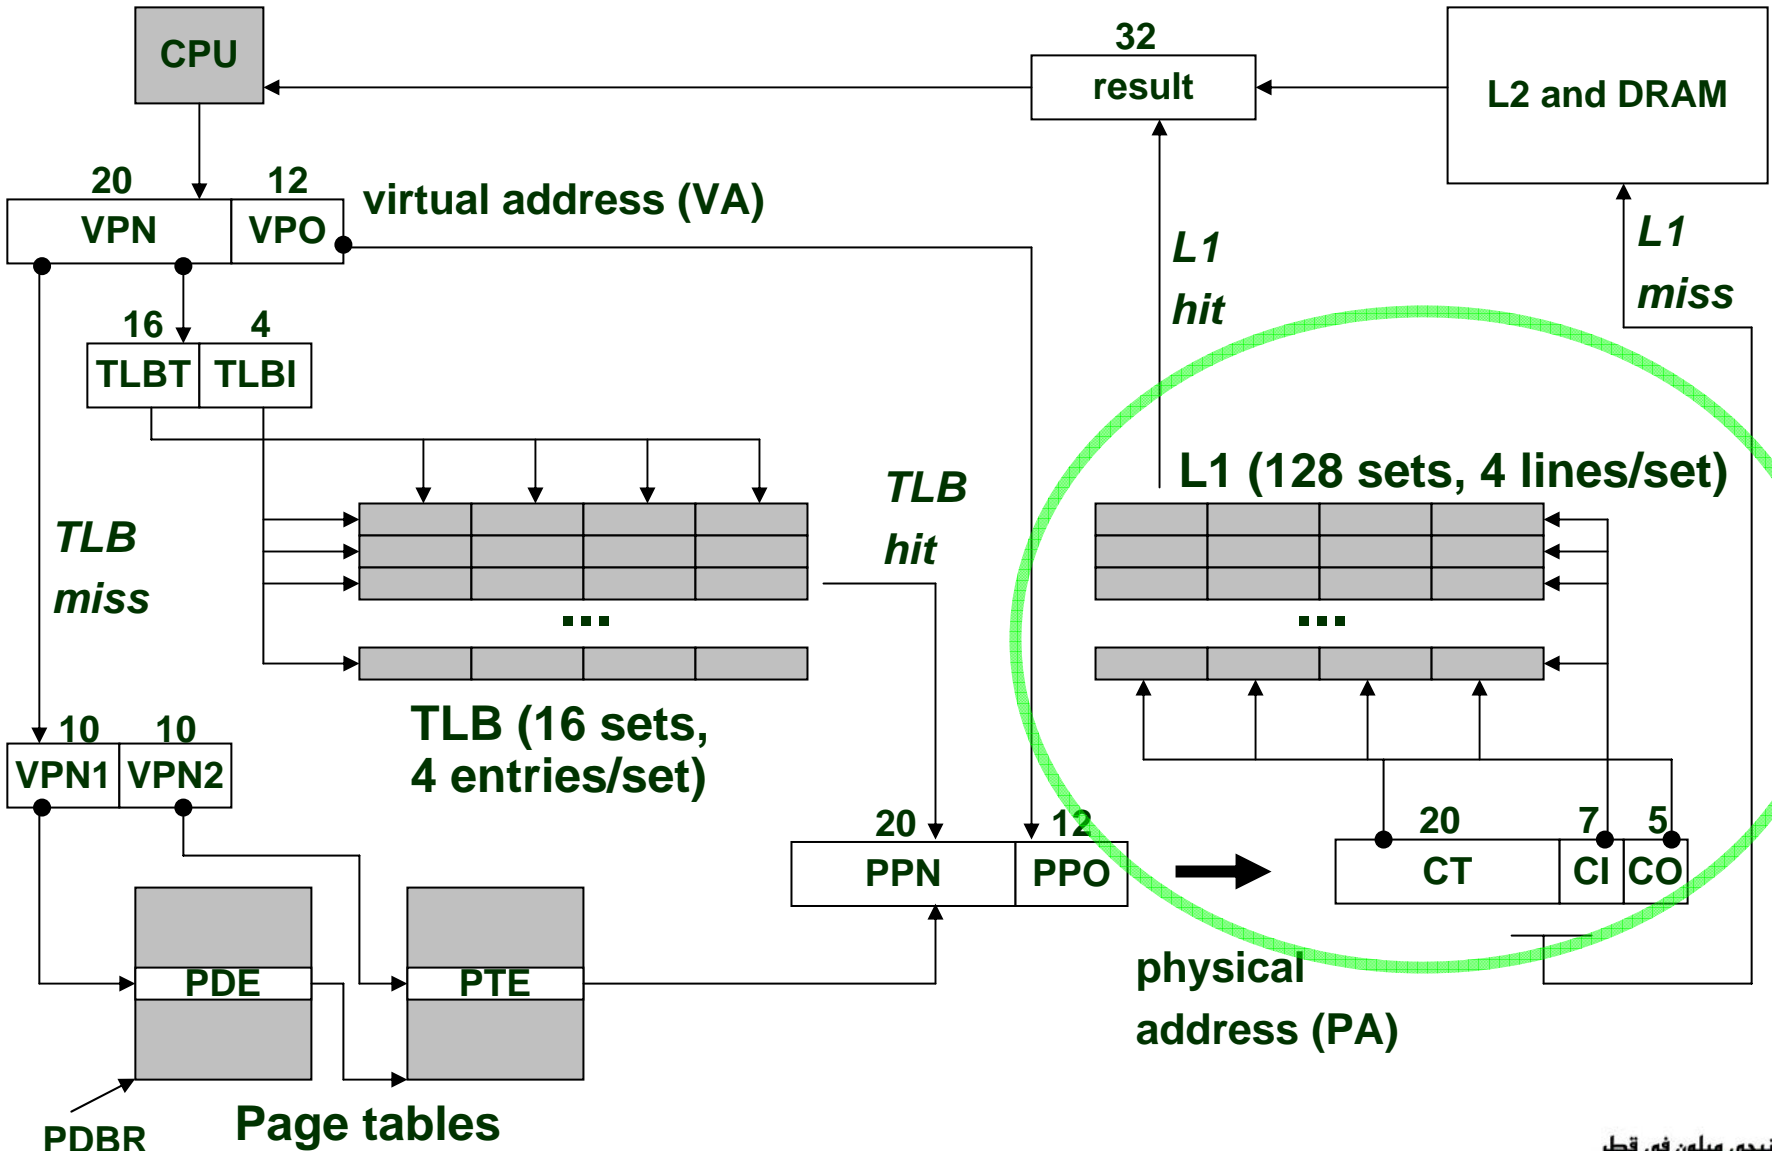 CPU
32
result
L2 and DRAM
20 12
virtual address (VA)
VPN VPO
L1
hit
L1
miss
16 4
TLBT TLBI
TLB
miss
TLB
hit
L1 (128 sets, 4 lines/set)
...
...
TLB (16 sets,
4 entries/set)
10 10
VPN1 VPN2
20 12
PPN PPO
20 7 5
CT CI CO
PDE
PTE
physical
address (PA)
PDBR
Page tables
في قطر